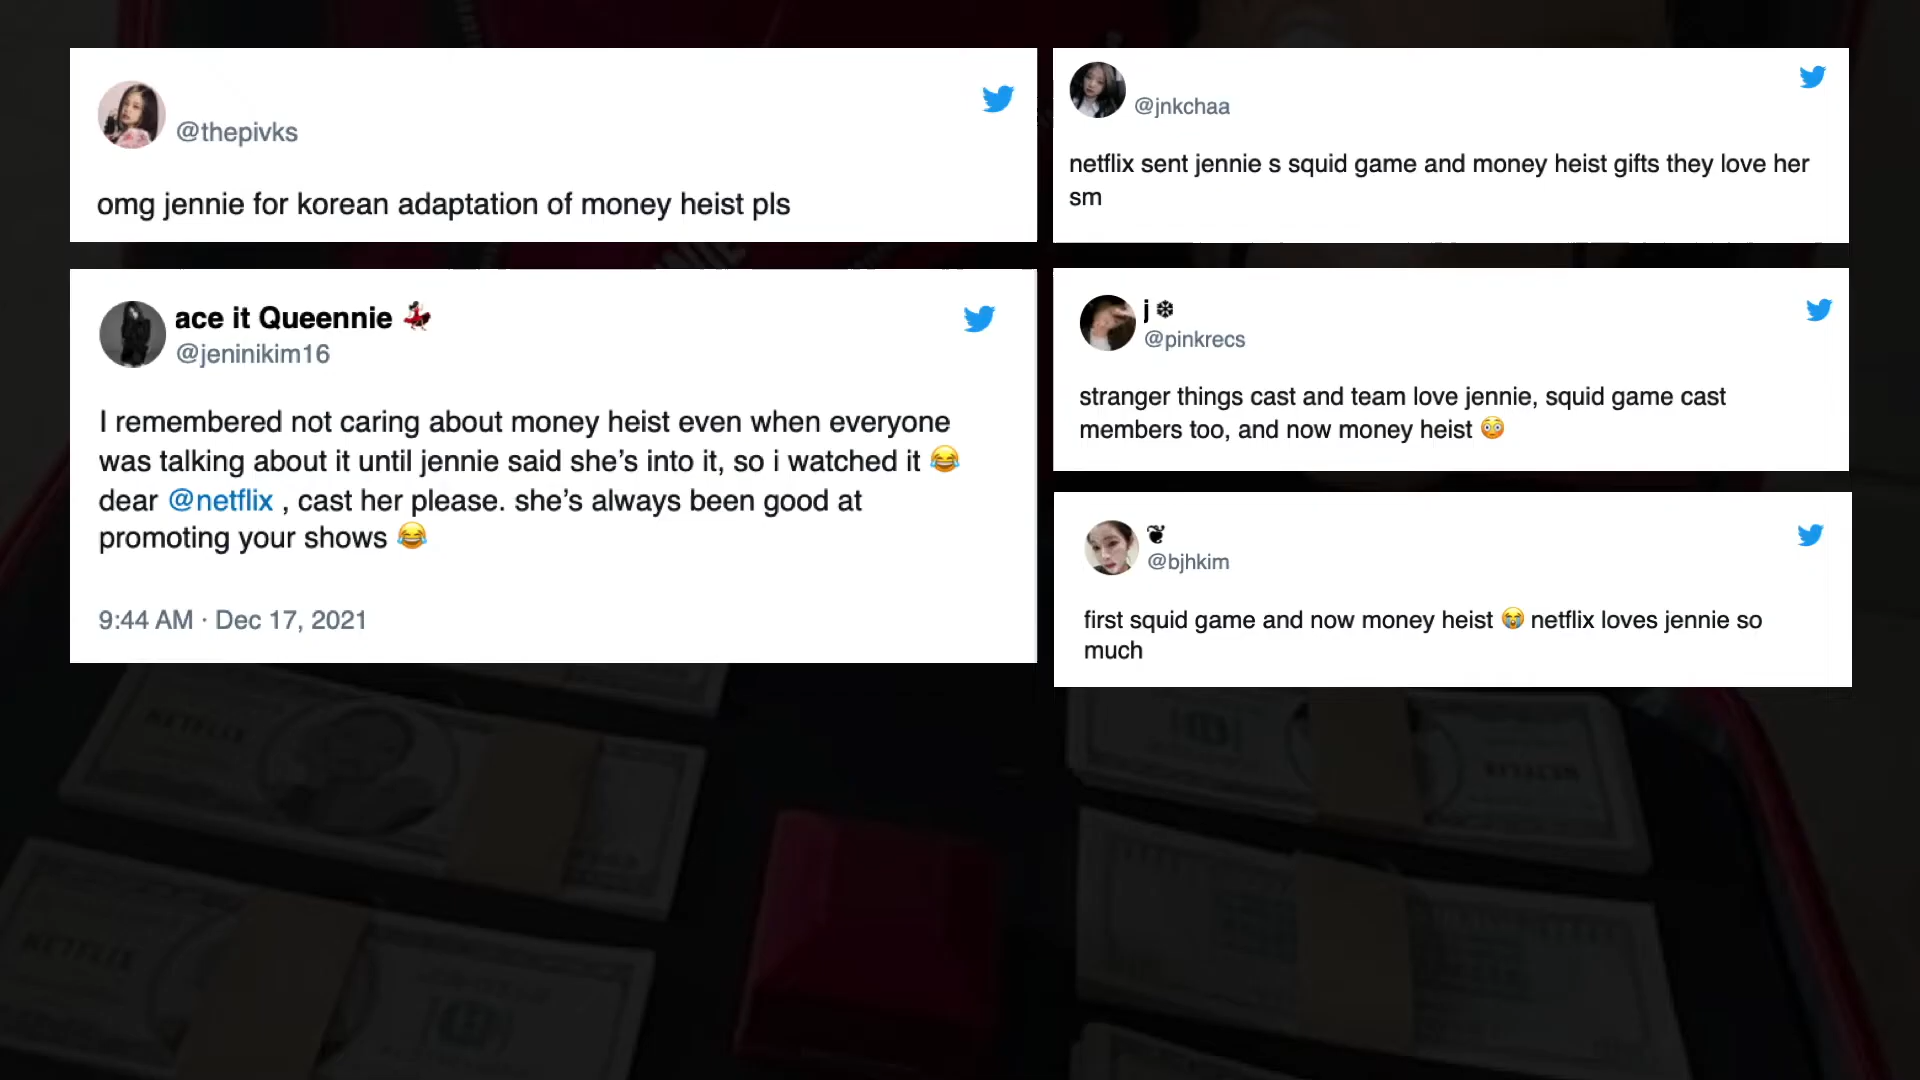 @thepivks
omg jennie for korean adaptation of money heist pls
ace it Queennie 💃
@jeninikim16
I remembered not caring about money heist even when everyone
was talking about it until jennie said she’s into it, so i watched it 😂
dear @netflix , cast her please. she’s always been good at
promoting your shows 😂
9:44 AM · Dec 17, 2021
@jnkchaa
netflix sent jennie s squid game and money heist gifts they love her
sm
j ❄
@pinkrecs
stranger things cast and team love jennie, squid game cast
members too, and now money heist 😳
❦
@bjhkim
first squid game and now money heist 😭 netflix loves jennie so
much
NETFLIX
NETFLIX
NETFLIX